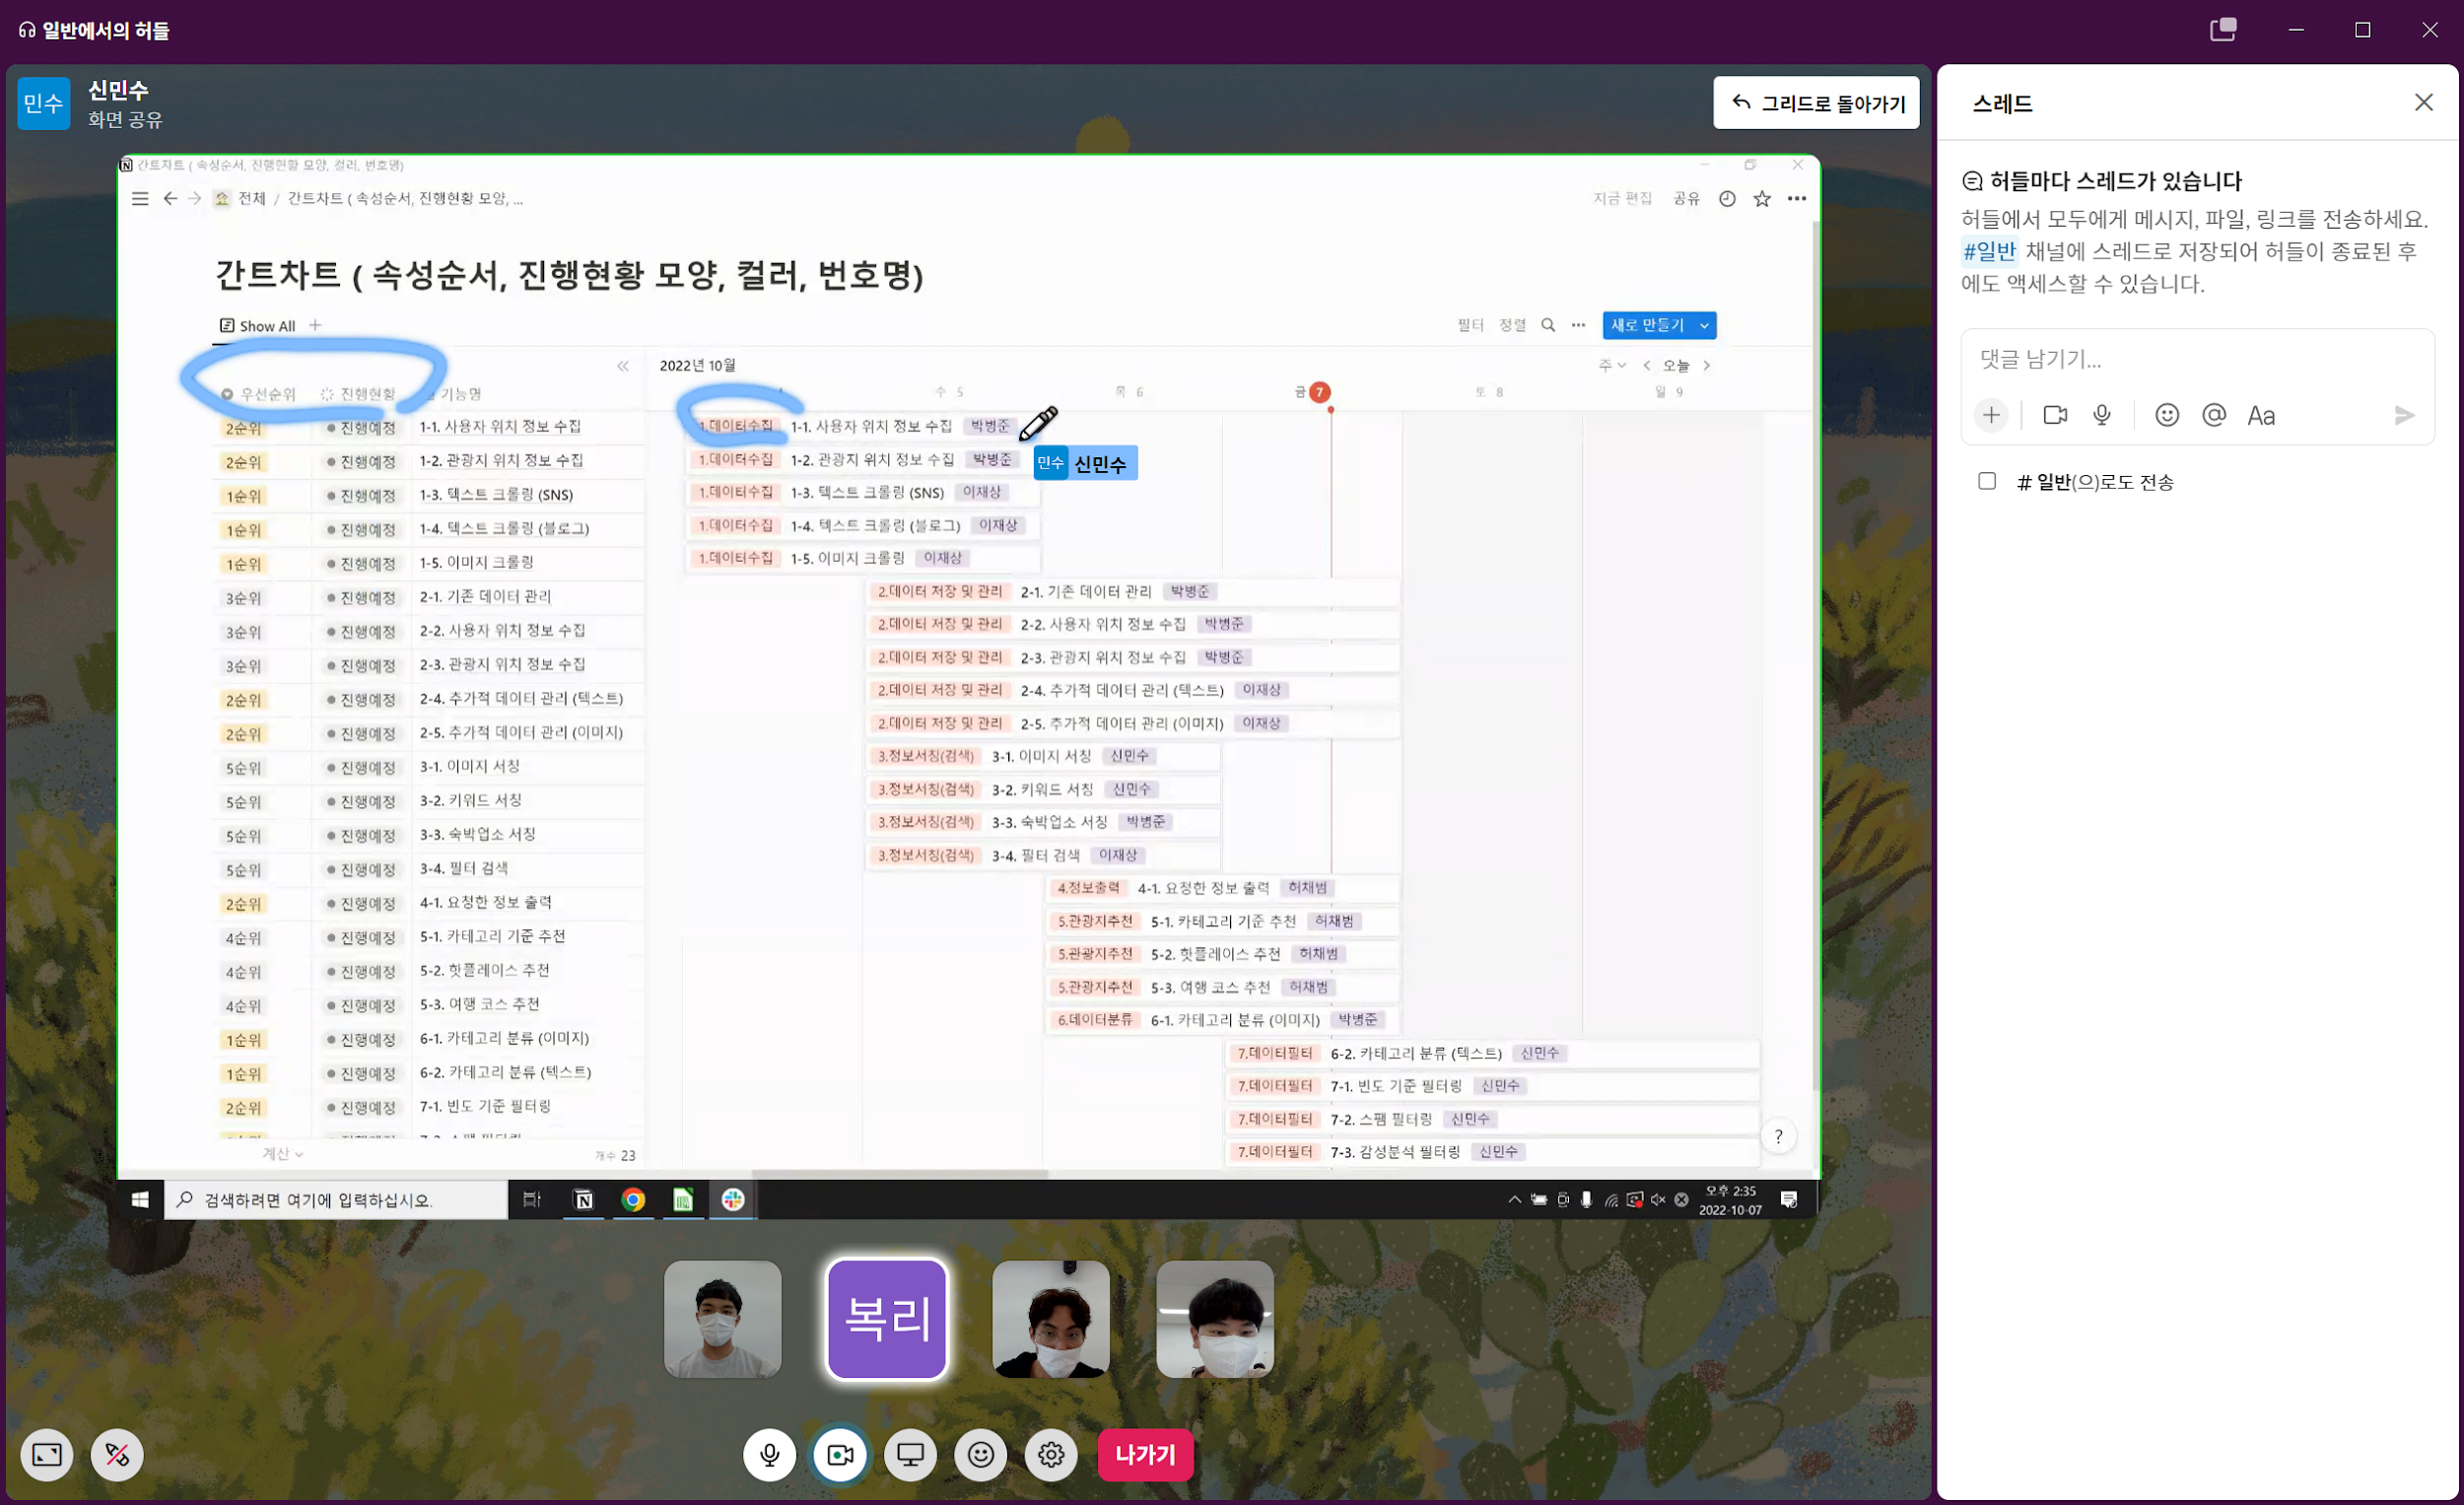 일반에서의 허들
민수
신민수
화면 공유
그리드로 돌아가기
간트차트 ( 속성순서, 진행현황 모양, 컬러, 번호명)
전체 / 간트차트 ( 속성순서, 진행현황 모양, ...
지금 편집 공유
간트차트 ( 속성순서, 진행현황 모양, 컬러, 번호명)
Show All
필터 정렬 새로 만들기
2022년 10월 주 오늘
우선순위 진행현황 기능명
수 5 목 6 금 7 토 8 일 9
2순위 진행예정 1-1. 사용자 위치 정보 수집
2순위 진행예정 1-2. 관광지 위치 정보 수집
1순위 진행예정 1-3. 텍스트 크롤링 (SNS)
1순위 진행예정 1-4. 텍스트 크롤링 (블로그)
1순위 진행예정 1-5. 이미지 크롤링
3순위 진행예정 2-1. 기존 데이터 관리
3순위 진행예정 2-2. 사용자 위치 정보 수집
3순위 진행예정 2-3. 관광지 위치 정보 수집
2순위 진행예정 2-4. 추가적 데이터 관리 (텍스트)
2순위 진행예정 2-5. 추가적 데이터 관리 (이미지)
5순위 진행예정 3-1. 이미지 서칭
5순위 진행예정 3-2. 키워드 서칭
5순위 진행예정 3-3. 숙박업소 서칭
5순위 진행예정 3-4. 필터 검색
2순위 진행예정 4-1. 요청한 정보 출력
4순위 진행예정 5-1. 카테고리 기준 추천
4순위 진행예정 5-2. 핫플레이스 추천
4순위 진행예정 5-3. 여행 코스 추천
1순위 진행예정 6-1. 카테고리 분류 (이미지)
1순위 진행예정 6-2. 카테고리 분류 (텍스트)
2순위 진행예정 7-1. 빈도 기준 필터링
계산 개수 23
1.데이터수집 1-1. 사용자 위치 정보 수집 박병준
1.데이터수집 1-2. 관광지 위치 정보 수집 박병준
민수 신민수
1.데이터수집 1-3. 텍스트 크롤링 (SNS) 이재상
1.데이터수집 1-4. 텍스트 크롤링 (블로그) 이재상
1.데이터수집 1-5. 이미지 크롤링 이재상
2.데이터 저장 및 관리 2-1. 기존 데이터 관리 박병준
2.데이터 저장 및 관리 2-2. 사용자 위치 정보 수집 박병준
2.데이터 저장 및 관리 2-3. 관광지 위치 정보 수집 박병준
2.데이터 저장 및 관리 2-4. 추가적 데이터 관리 (텍스트) 이재상
2.데이터 저장 및 관리 2-5. 추가적 데이터 관리 (이미지) 이재상
3.정보서칭(검색) 3-1. 이미지 서칭 신민수
3.정보서칭(검색) 3-2. 키워드 서칭 신민수
3.정보서칭(검색) 3-3. 숙박업소 서칭 박병준
3.정보서칭(검색) 3-4. 필터 검색 이재상
4.정보출력 4-1. 요청한 정보 출력 허채범
5.관광지추천 5-1. 카테고리 기준 추천 허채범
5.관광지추천 5-2. 핫플레이스 추천 허채범
5.관광지추천 5-3. 여행 코스 추천 허채범
6.데이터분류 6-1. 카테고리 분류 (이미지) 박병준
7.데이터필터 6-2. 카테고리 분류 (텍스트) 신민수
7.데이터필터 7-1. 빈도 기준 필터링 신민수
7.데이터필터 7-2. 스팸 필터링 신민수
7.데이터필터 7-3. 감성분석 필터링 신민수
?
검색하려면 여기에 입력하십시오.
오후 2:35
2022-10-07
복리
나가기
스레드
허들마다 스레드가 있습니다
허들에서 모두에게 메시지, 파일, 링크를 전송하세요.
#일반 채널에 스레드로 저장되어 허들이 종료된 후
에도 액세스할 수 있습니다.
댓글 남기기...
Aa
# 일반(으)로도 전송